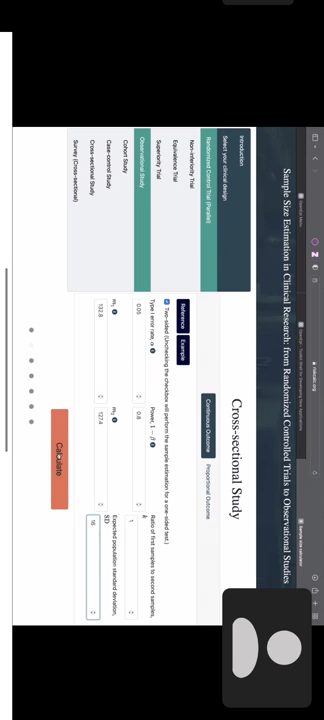 riskcalc.org
Sample size calculator
Sample Size Estimation in Clinical Research: from Randomized Controlled Trials to Observational Studies
Introduction
Select your clinical design
Randomized Control Trial (Parallel)
Non-inferiority Trial
Equivalence Trial
Superiority Trial
Observational Study
Cohort Study
Case-control Study
Cross-sectional Study
Survey (Cross-sectional)
Cross-sectional Study
Continuous Outcome
Proportional Outcome
Reference
Example
Two-sided (Unchecking the checkbox will perform the sample estimation for a one-sided test.)
Type I error rate, α
0.05
Power, 1 − β
0.8
Ratio of first samples to second samples, k
1
m₁
132.8
m₂
127.4
Expected population standard deviation, SD
16
Calculate